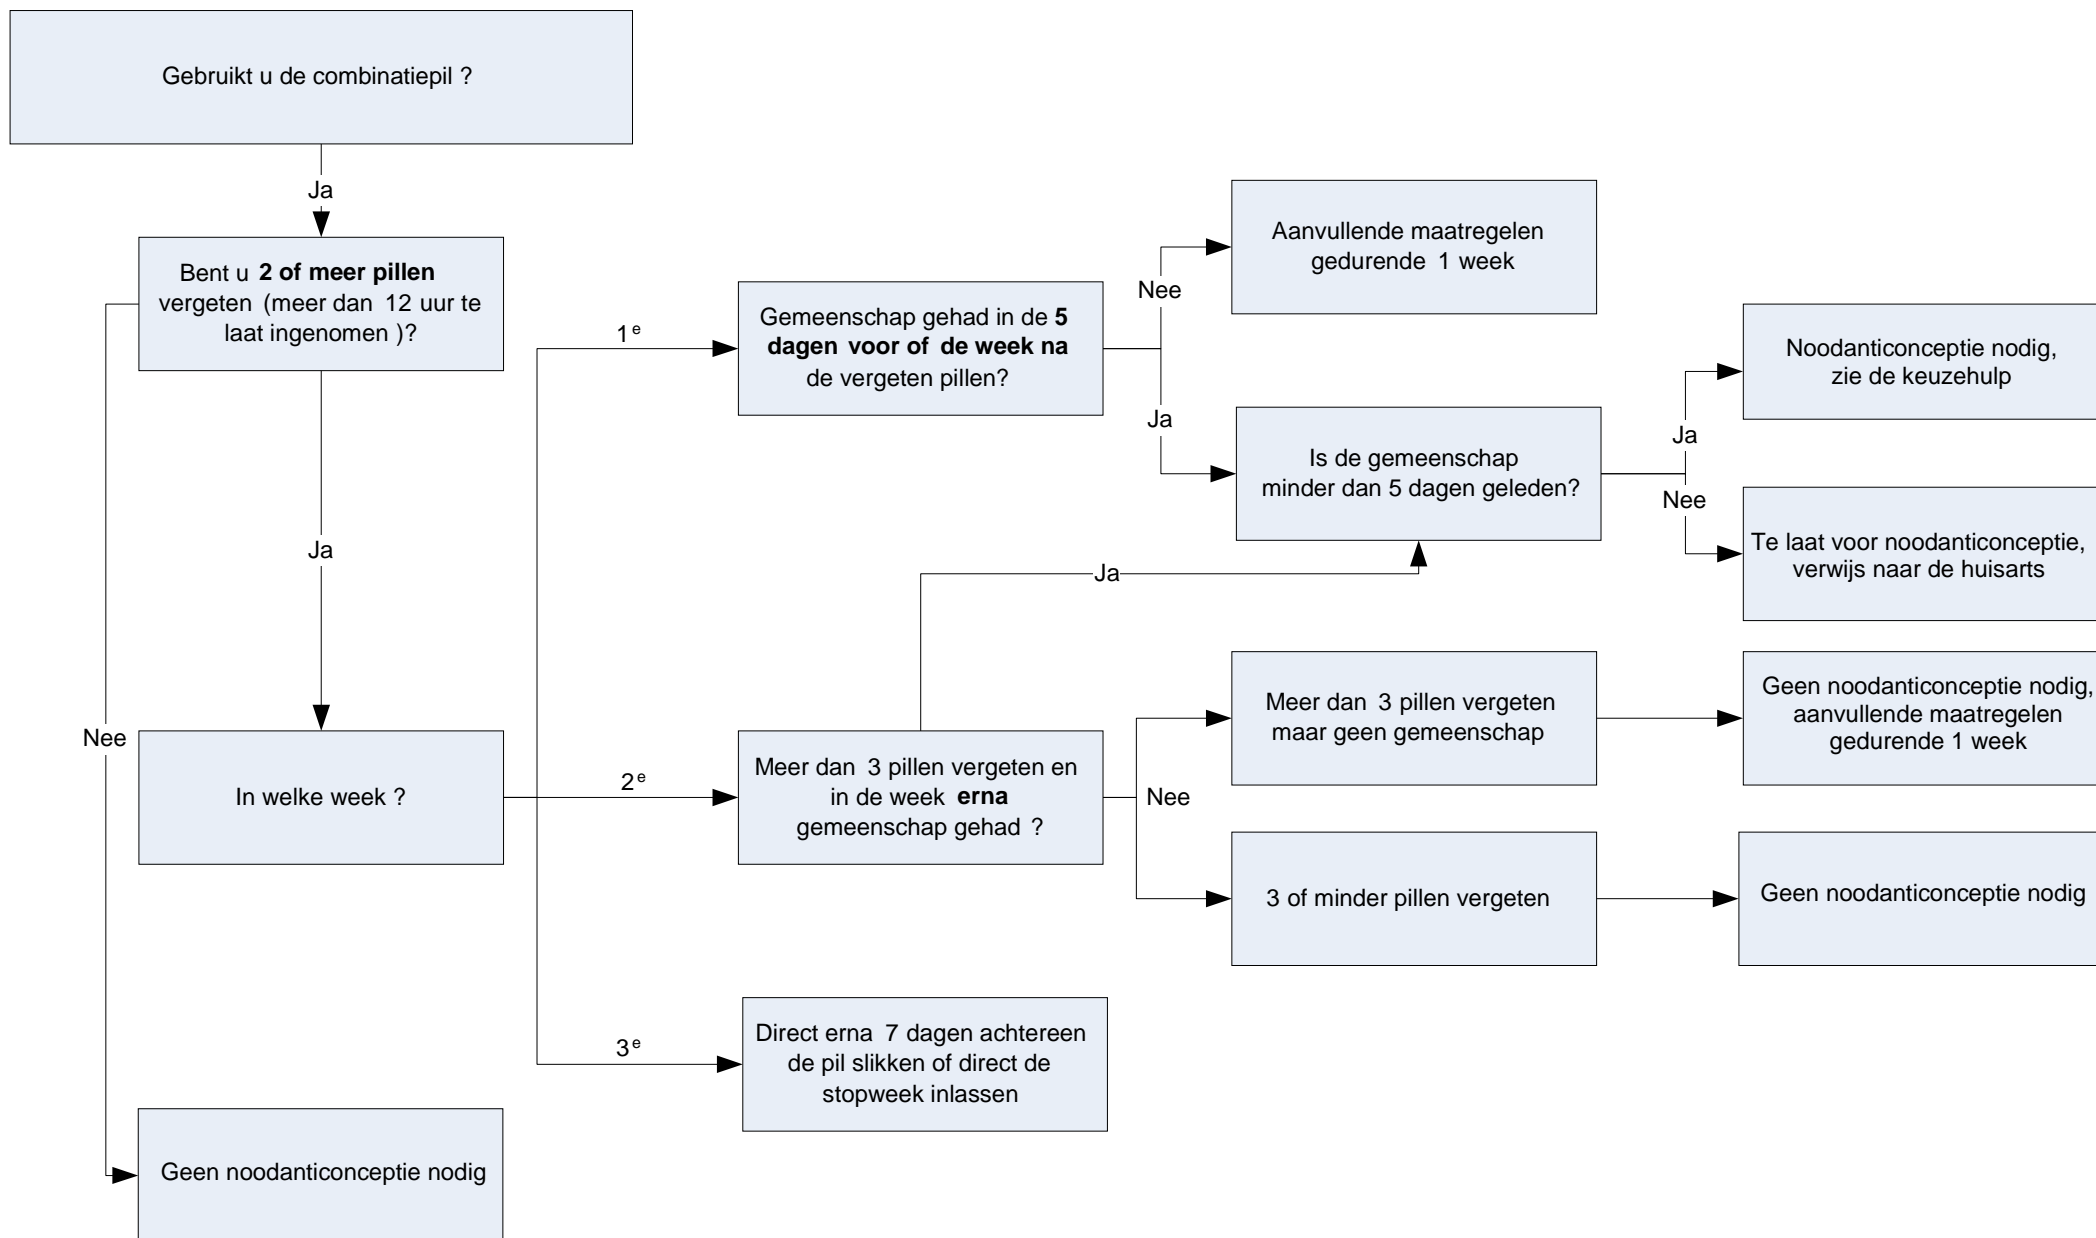 Gebruikt u de combinatiepil ?
Ja
Bent u 2 of meer pillen
vergeten (meer dan 12 uur te
laat ingenomen )?
Nee
Ja
In welke week ?
Geen noodanticonceptie nodig
1e
Gemeenschap gehad in de 5
dagen voor of de week na
de vergeten pillen?
Nee
Aanvullende maatregelen
gedurende 1 week
Ja
Is de gemeenschap
minder dan 5 dagen geleden?
Ja
Noodanticonceptie nodig,
zie de keuzehulp
Nee
Te laat voor noodanticonceptie,
verwijs naar de huisarts
2e
Meer dan 3 pillen vergeten en
in de week erna
gemeenschap gehad ?
Ja
Nee
Meer dan 3 pillen vergeten
maar geen gemeenschap
Geen noodanticonceptie nodig,
aanvullende maatregelen
gedurende 1 week
3 of minder pillen vergeten
Geen noodanticonceptie nodig
3e
Direct erna 7 dagen achtereen
de pil slikken of direct de
stopweek inlassen